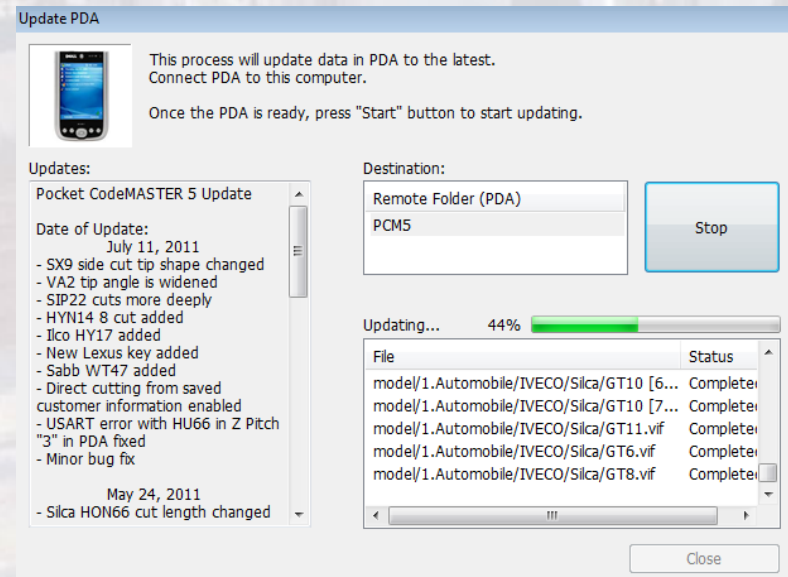 Update PDA
This process will update data in PDA to the latest.
Connect PDA to this computer.
Once the PDA is ready, press "Start" button to start updating.
Updates:
Pocket CodeMASTER 5 Update
Date of Update:
July 11, 2011
- SX9 side cut tip shape changed
- VA2 tip angle is widened
- SIP22 cuts more deeply
- HYN14 8 cut added
- Ilco HY17 added
- New Lexus key added
- Sabb WT47 added
- Direct cutting from saved
customer information enabled
- USART error with HU66 in Z Pitch
"3" in PDA fixed
- Minor bug fix
May 24, 2011
- Silca HON66 cut length changed
Destination:
Remote Folder (PDA)
PCM5
Stop
Updating... 44%
File Status
model/1.Automobile/IVECO/Silca/GT10 [6... Complete
model/1.Automobile/IVECO/Silca/GT10 [7... Complete
model/1.Automobile/IVECO/Silca/GT11.vif Complete
model/1.Automobile/IVECO/Silca/GT6.vif Complete
model/1.Automobile/IVECO/Silca/GT8.vif Complete
Close